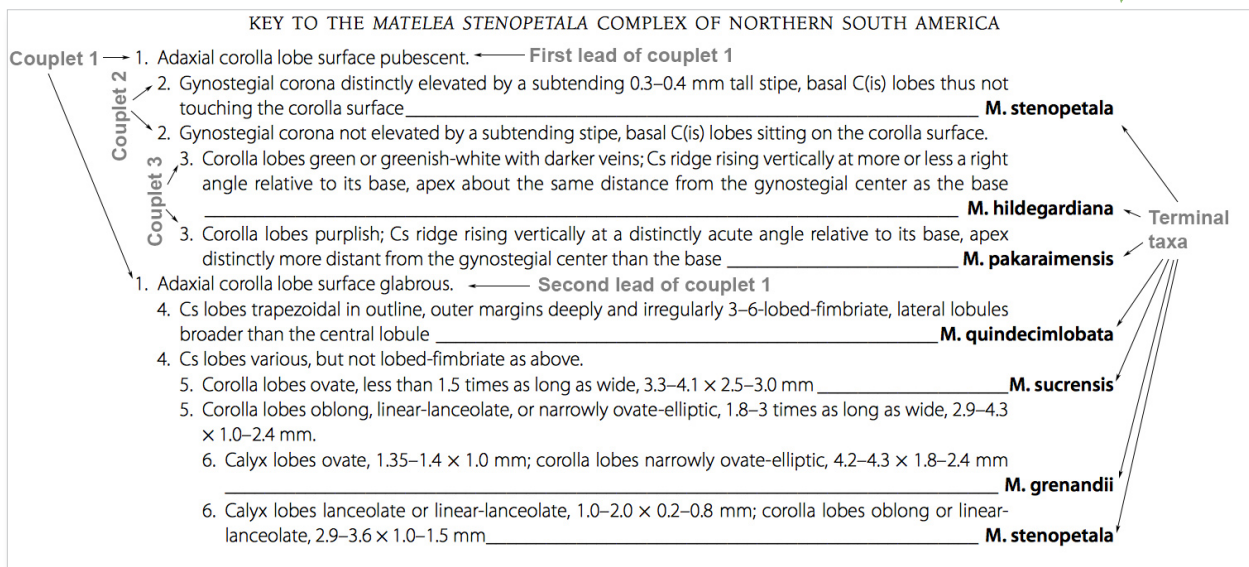 KEY TO THE MATELEA STENOPETALA COMPLEX OF NORTHERN SOUTH AMERICA
Couplet 1 1. Adaxial corolla lobe surface pubescent. First lead of couplet 1
Couplet 2
2. Gynostegial corona distinctly elevated by a subtending 0.3–0.4 mm tall stipe, basal C(is) lobes thus not
touching the corolla surface M. stenopetala
2. Gynostegial corona not elevated by a subtending stipe, basal C(is) lobes sitting on the corolla surface.
Couplet 3
3. Corolla lobes green or greenish-white with darker veins; Cs ridge rising vertically at more or less a right
angle relative to its base, apex about the same distance from the gynostegial center as the base
M. hildegardiana
Terminal
taxa
3. Corolla lobes purplish; Cs ridge rising vertically at a distinctly acute angle relative to its base, apex
distinctly more distant from the gynostegial center than the base M. pakaraimensis
1. Adaxial corolla lobe surface glabrous. Second lead of couplet 1
4. Cs lobes trapezoidal in outline, outer margins deeply and irregularly 3–6-lobed-fimbriate, lateral lobules
broader than the central lobule M. quindecimlobata
4. Cs lobes various, but not lobed-fimbriate as above.
5. Corolla lobes ovate, less than 1.5 times as long as wide, 3.3–4.1 × 2.5–3.0 mm M. sucrensis
5. Corolla lobes oblong, linear-lanceolate, or narrowly ovate-elliptic, 1.8–3 times as long as wide, 2.9–4.3
× 1.0–2.4 mm.
6. Calyx lobes ovate, 1.35–1.4 × 1.0 mm; corolla lobes narrowly ovate-elliptic, 4.2–4.3 × 1.8–2.4 mm
M. grenandii
6. Calyx lobes lanceolate or linear-lanceolate, 1.0–2.0 × 0.2–0.8 mm; corolla lobes oblong or linear-
lanceolate, 2.9–3.6 × 1.0–1.5 mm M. stenopetala